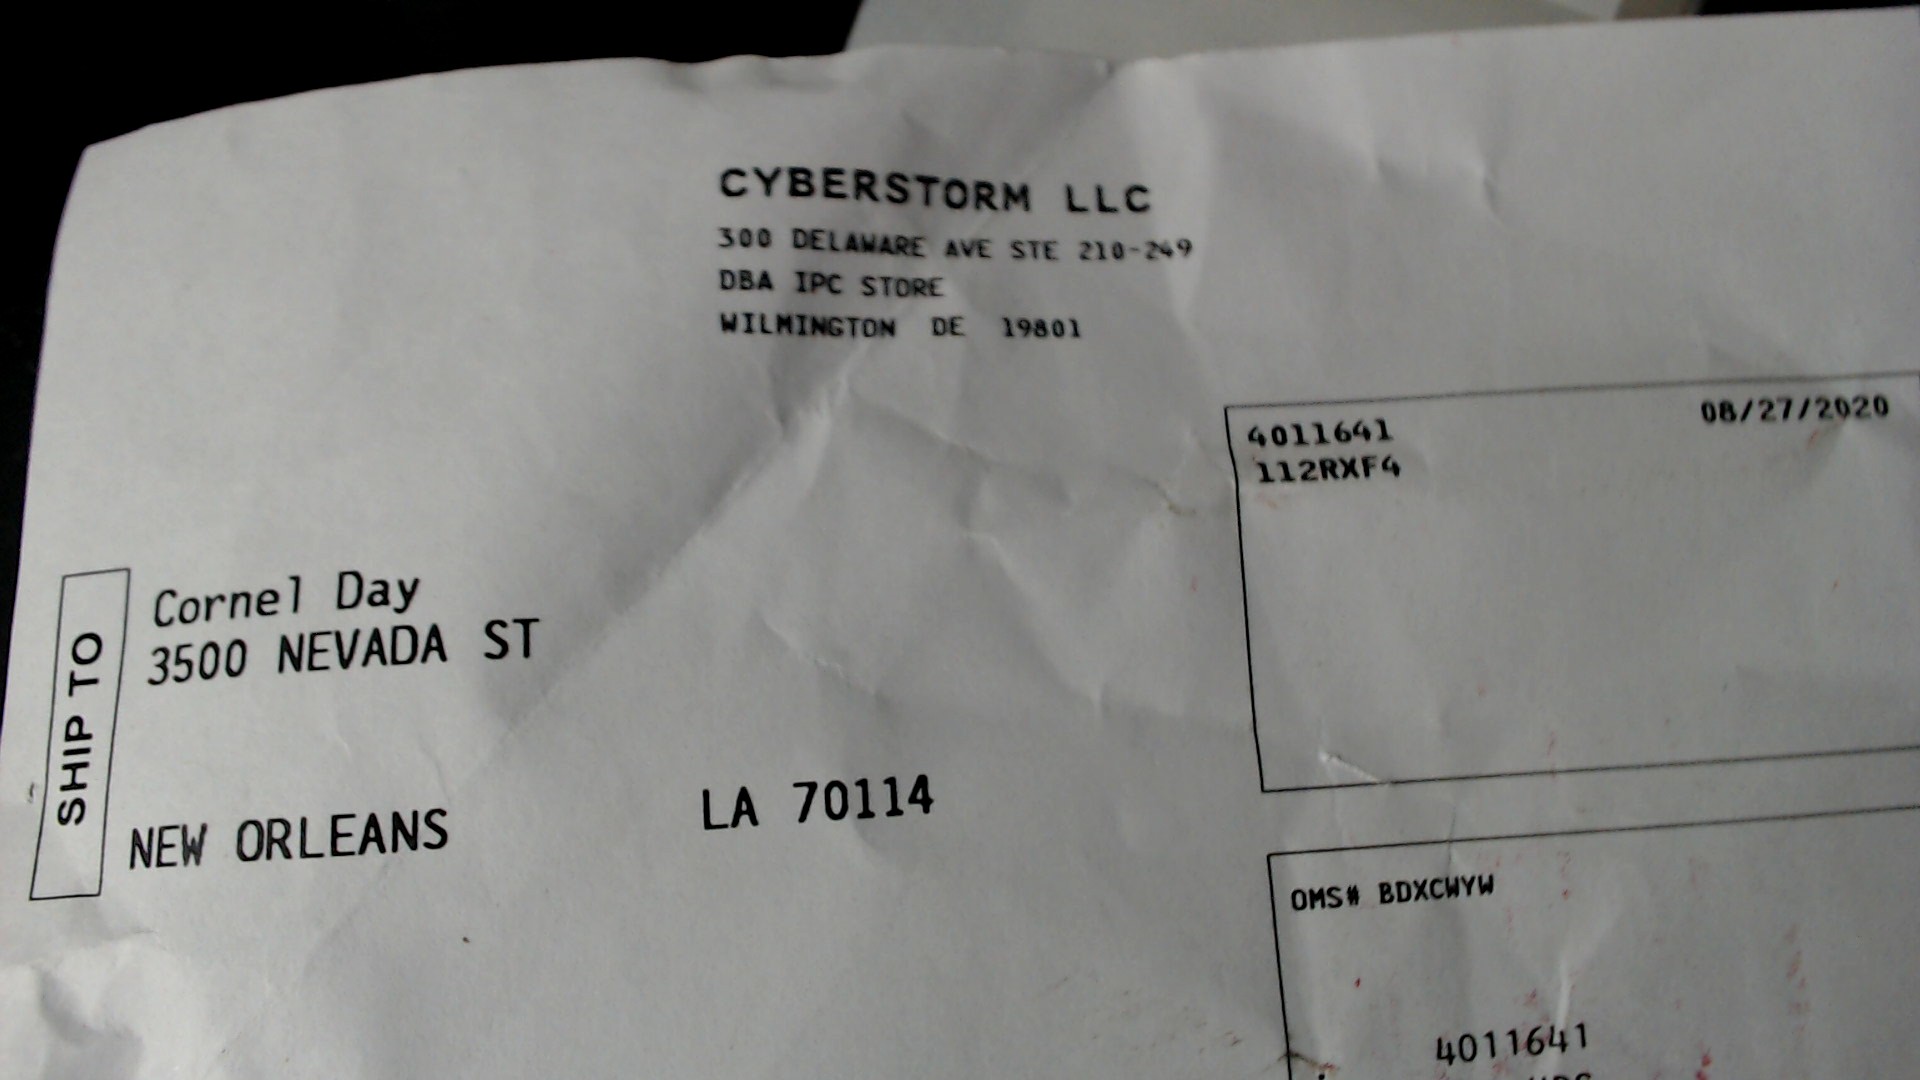 CYBERSTORM LLC
300 DELAWARE AVE STE 210-249
DBA IPC STORE
WILMINGTON DE 19801
4011641 08/27/2020
112RXF4
SHIP TO
Cornel Day
3500 NEVADA ST
NEW ORLEANS LA 70114
OMS# BDXCWYW
4011641